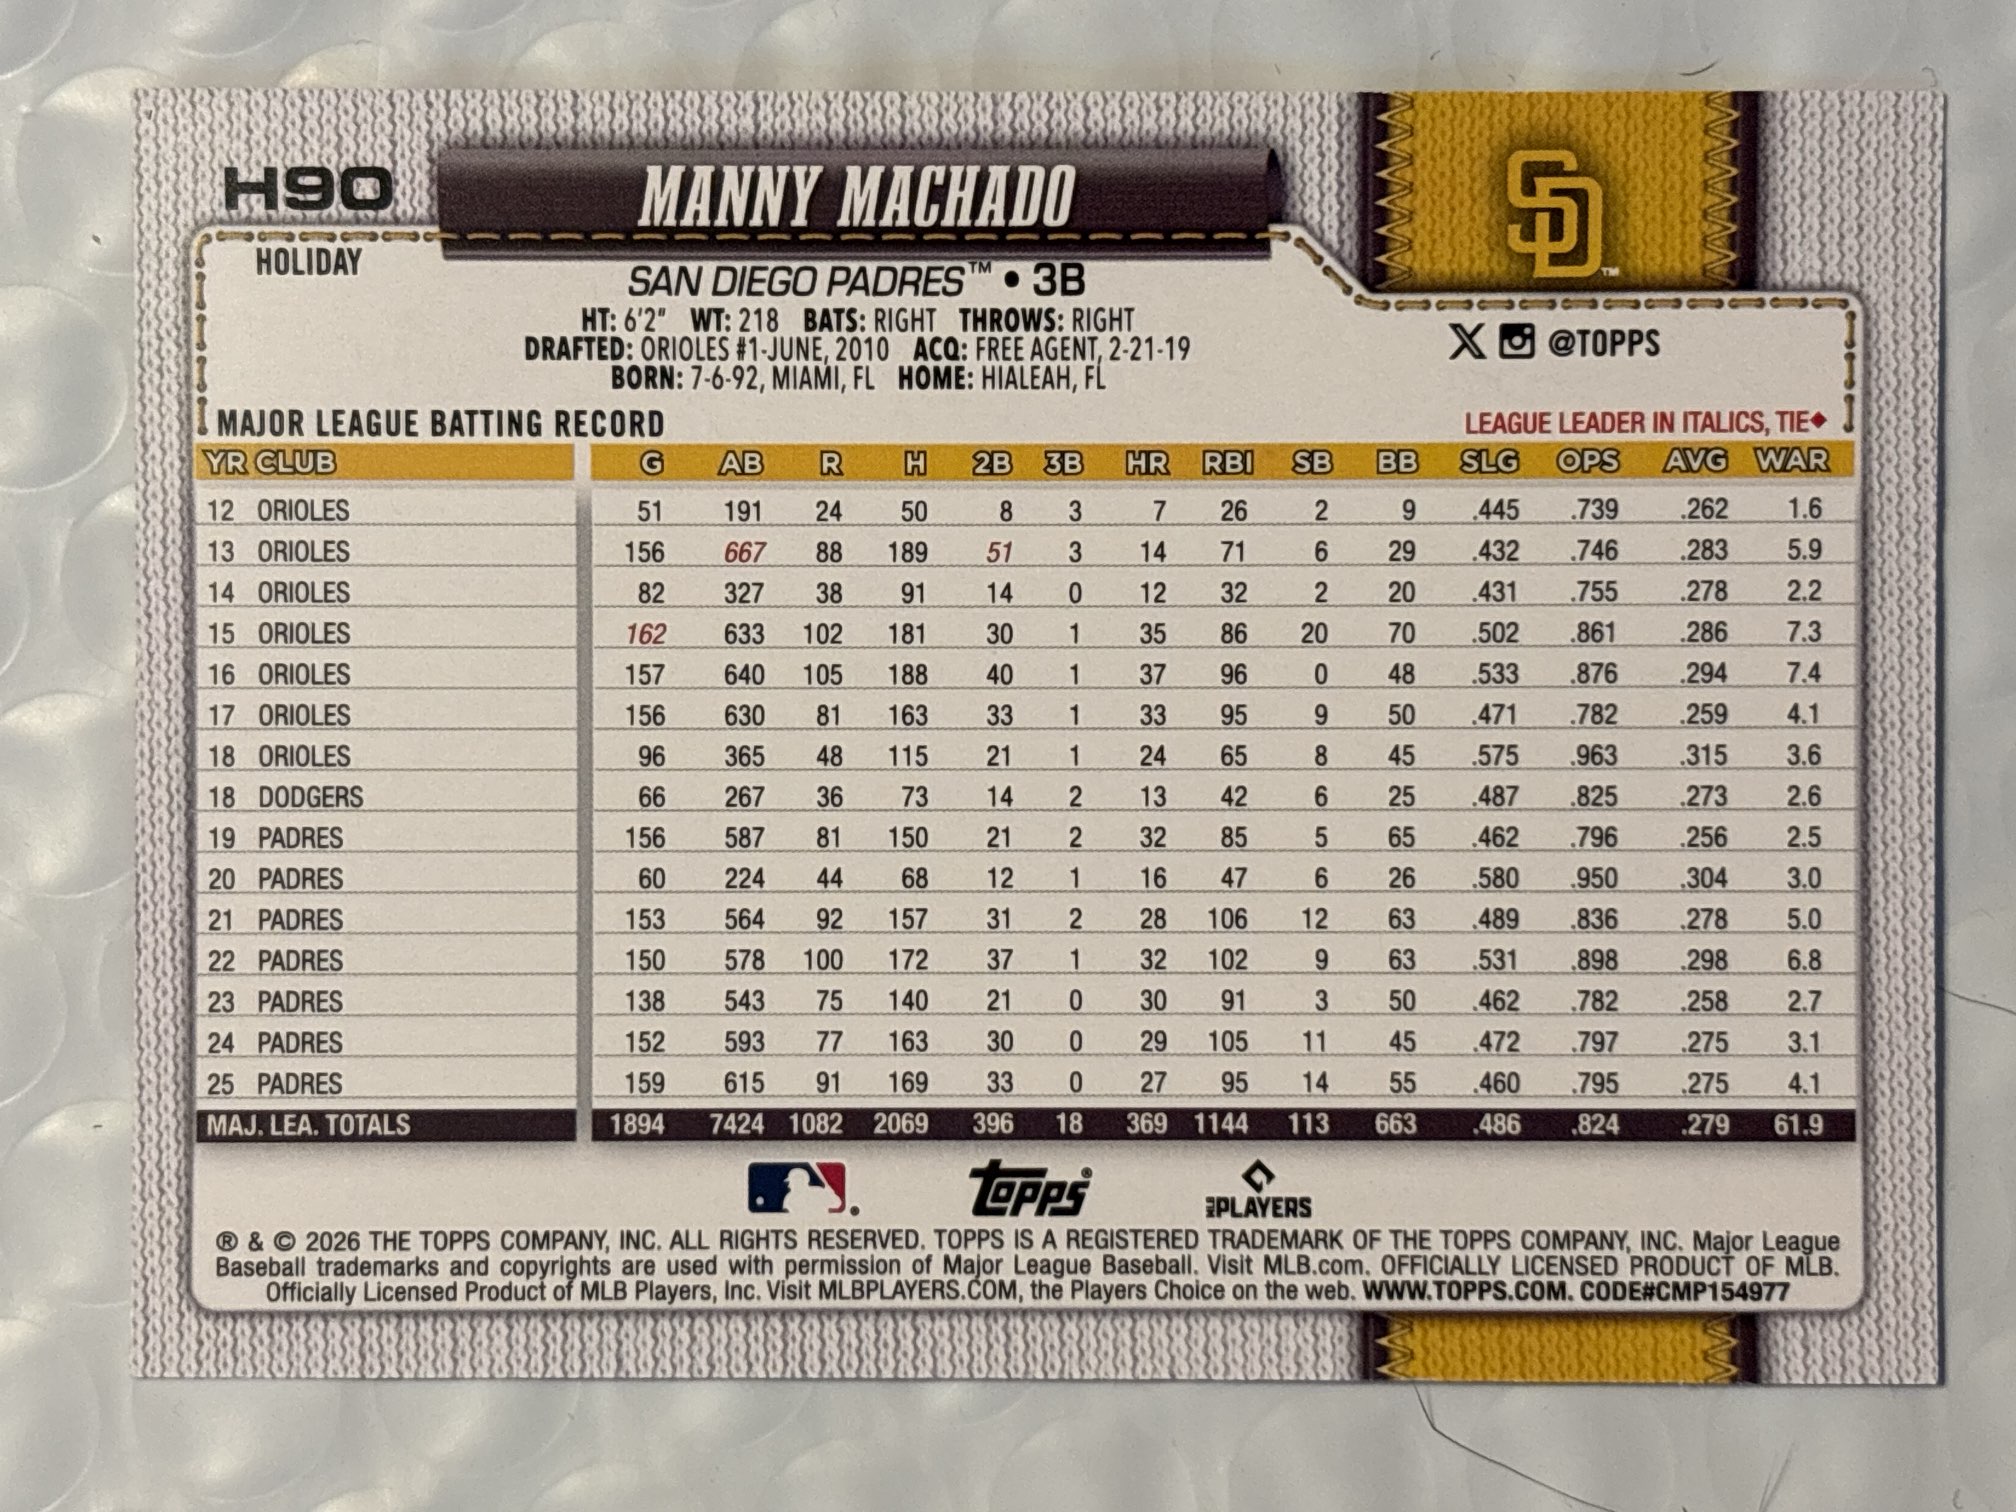 H90 MANNY MACHADO
SD™
HOLIDAY
SAN DIEGO PADRES™ • 3B
HT: 6'2" WT: 218 BATS: RIGHT THROWS: RIGHT
DRAFTED: ORIOLES #1-JUNE, 2010 ACQ: FREE AGENT, 2-21-19
BORN: 7-6-92, MIAMI, FL HOME: HIALEAH, FL
@TOPPS
MAJOR LEAGUE BATTING RECORD LEAGUE LEADER IN ITALICS, TIE◆
YR CLUB G AB R H 2B 3B HR RBI SB BB SLG OPS AVG WAR
12 ORIOLES 51 191 24 50 8 3 7 26 2 9 .445 .739 .262 1.6
13 ORIOLES 156 667 88 189 51 3 14 71 6 29 .432 .746 .283 5.9
14 ORIOLES 82 327 38 91 14 0 12 32 2 20 .431 .755 .278 2.2
15 ORIOLES 162 633 102 181 30 1 35 86 20 70 .502 .861 .286 7.3
16 ORIOLES 157 640 105 188 40 1 37 96 0 48 .533 .876 .294 7.4
17 ORIOLES 156 630 81 163 33 1 33 95 9 50 .471 .782 .259 4.1
18 ORIOLES 96 365 48 115 21 1 24 65 8 45 .575 .963 .315 3.6
18 DODGERS 66 267 36 73 14 2 13 42 6 25 .487 .825 .273 2.6
19 PADRES 156 587 81 150 21 2 32 85 5 65 .462 .796 .256 2.5
20 PADRES 60 224 44 68 12 1 16 47 6 26 .580 .950 .304 3.0
21 PADRES 153 564 92 157 31 2 28 106 12 63 .489 .836 .278 5.0
22 PADRES 150 578 100 172 37 1 32 102 9 63 .531 .898 .298 6.8
23 PADRES 138 543 75 140 21 0 30 91 3 50 .462 .782 .258 2.7
24 PADRES 152 593 77 163 30 0 29 105 11 45 .472 .797 .275 3.1
25 PADRES 159 615 91 169 33 0 27 95 14 55 .460 .795 .275 4.1
MAJ. LEA. TOTALS 1894 7424 1082 2069 396 18 369 1144 113 663 .486 .824 .279 61.9
Topps® MLB PLAYERS
® & © 2026 THE TOPPS COMPANY, INC. ALL RIGHTS RESERVED. TOPPS IS A REGISTERED TRADEMARK OF THE TOPPS COMPANY, INC. Major League
Baseball trademarks and copyrights are used with permission of Major League Baseball. Visit MLB.com. OFFICIALLY LICENSED PRODUCT OF MLB.
Officially Licensed Product of MLB Players, Inc. Visit MLBPLAYERS.COM, the Players Choice on the web. WWW.TOPPS.COM. CODE#CMP154977